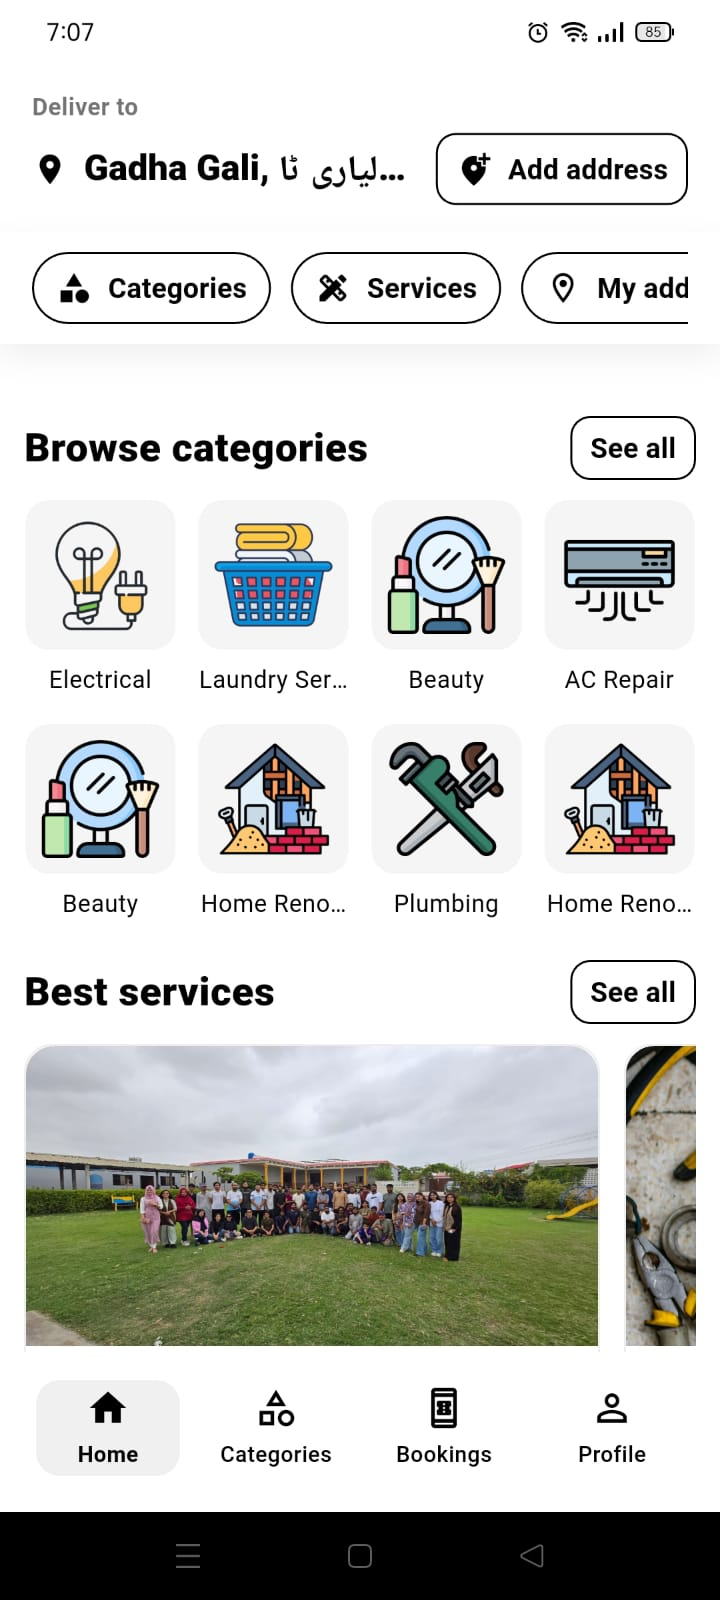 7:07
85
Deliver to
Gadha Gali, لیاری ٹا...
Add address
Categories
Services
My add
Browse categories
See all
Electrical
Laundry Ser...
Beauty
AC Repair
Beauty
Home Reno...
Plumbing
Home Reno...
Best services
See all
Home
Categories
Bookings
Profile